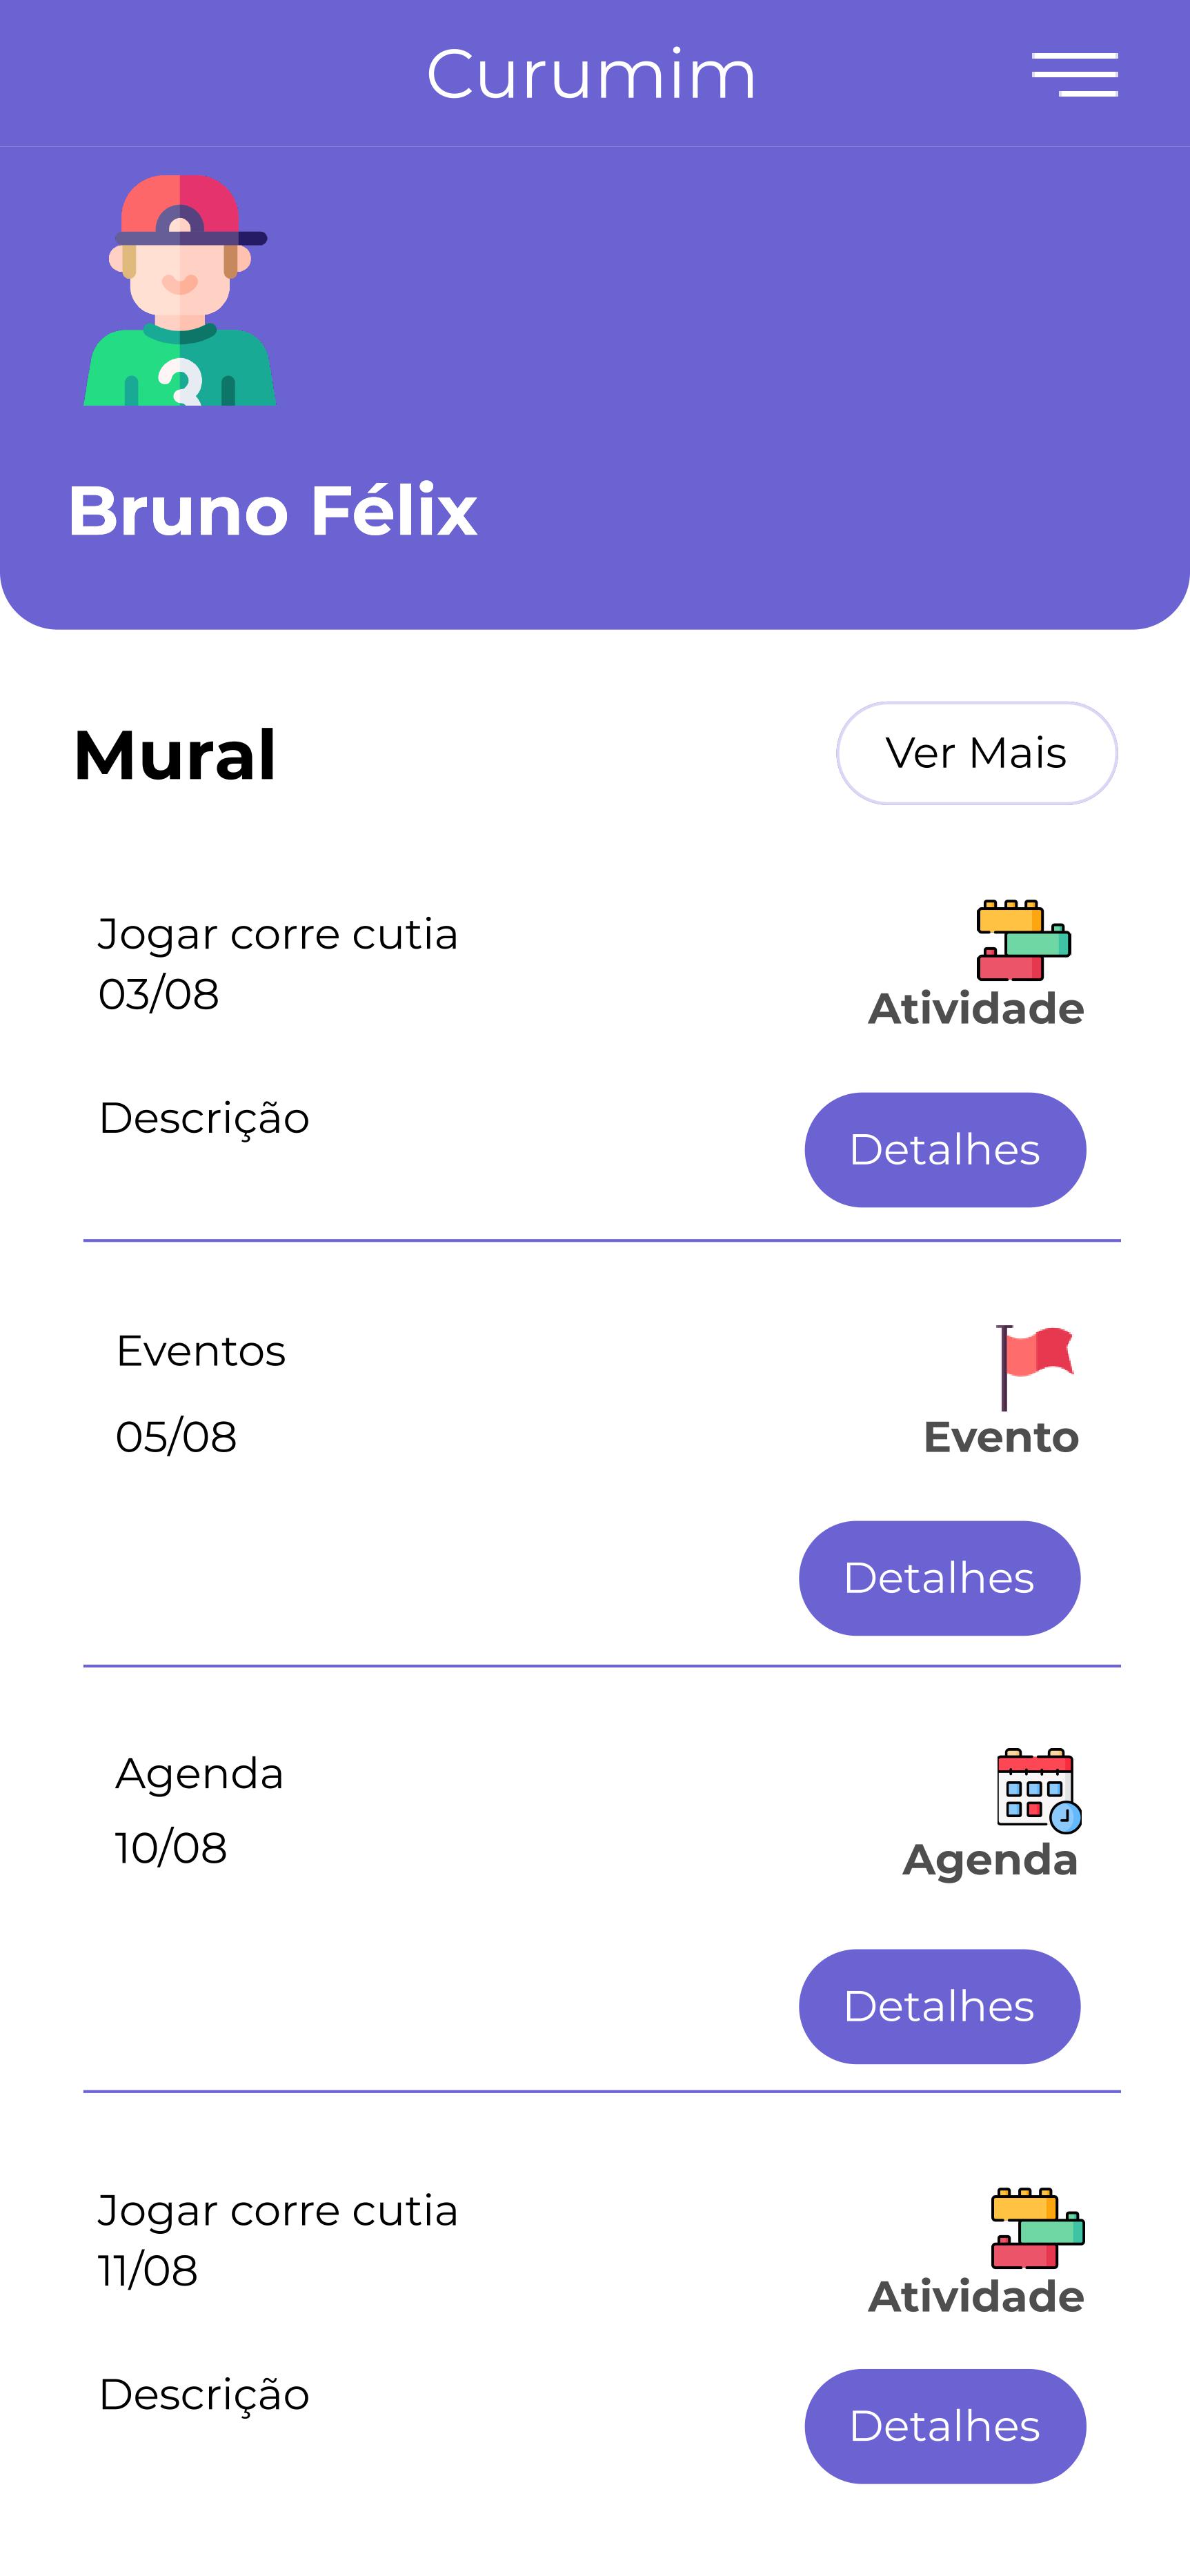 Curumim
Bruno Félix
Mural
Ver Mais
Jogar corre cutia
03/08
Atividade
Descrição
Detalhes
Eventos
05/08
Evento
Detalhes
Agenda
10/08
Agenda
Detalhes
Jogar corre cutia
11/08
Atividade
Descrição
Detalhes